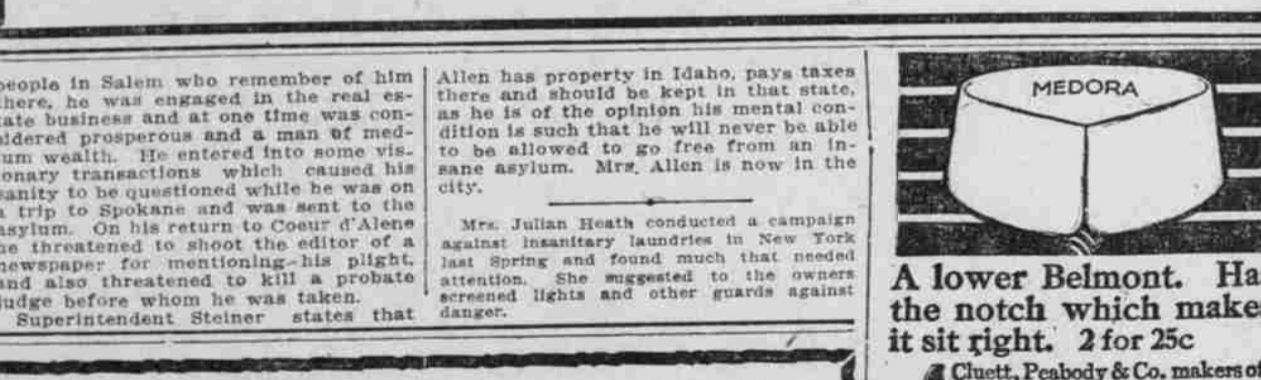 people in Salem who remember of him
there, he was engaged in the real es-
tate business and at one time was con-
sidered prosperous and a man of med-
ium wealth. He entered into some vis-
ionary transactions which caused his
sanity to be questioned while he was on
a trip to Spokane and was sent to the
asylum. On his return to Coeur d'Alene
he threatened to shoot the editor of a
newspaper for mentioning his plight,
and also threatened to kill a probate
judge before whom he was taken.
Superintendent Steiner states that
Allen has property in Idaho, pays taxes
there and should be kept in that state,
as he is of the opinion his mental con-
dition is such that he will never be able
to be allowed to go free from an in-
sane asylum. Mrs. Allen is now in the
city.
Mrs. Julian Heath conducted a campaign
against insanitary laundries in New York
last Spring and found much that needed
attention. She suggested to the owners
screened lights and other guards against
danger.
MEDORA
A lower Belmont. Ha
the notch which make
it sit right. 2 for 25c
Cluett, Peabody & Co. makers of